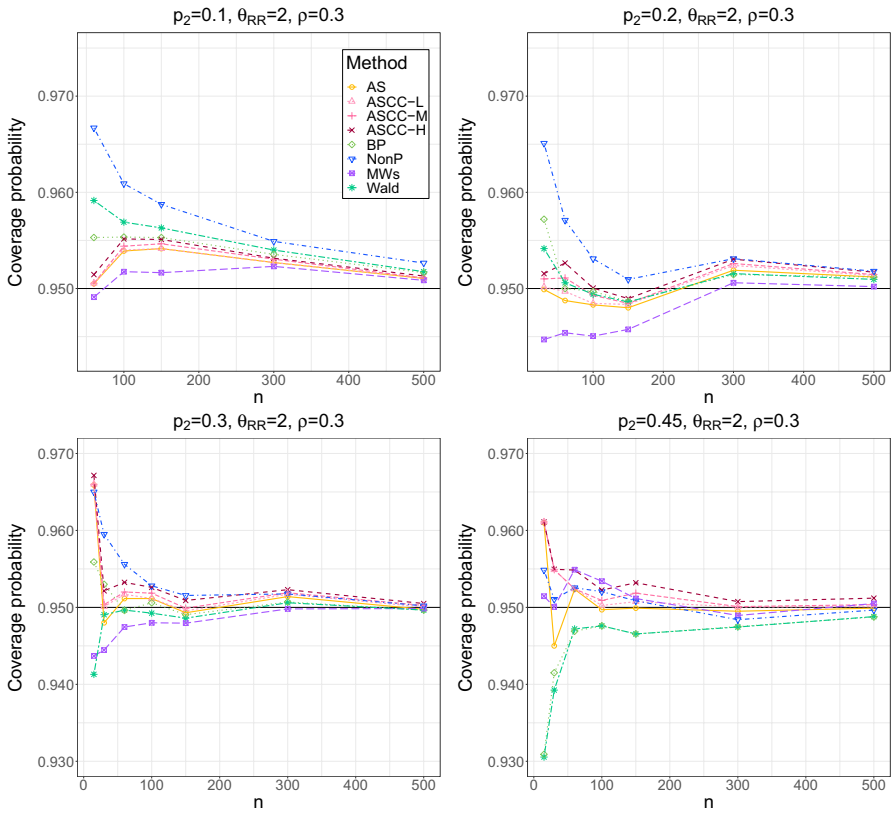 p2=0.1, θRR=2, ρ=0.3
Coverage probability
0.970
0.960
0.950
Method
AS
ASCC−L
ASCC−M
ASCC−H
BP
NonP
MWs
Wald
100 200 300 400 500
n
p2=0.2, θRR=2, ρ=0.3
Coverage probability
0.970
0.960
0.950
0 100 200 300 400 500
n
p2=0.3, θRR=2, ρ=0.3
Coverage probability
0.970
0.960
0.950
0.940
0.930
0 100 200 300 400 500
n
p2=0.45, θRR=2, ρ=0.3
Coverage probability
0.970
0.960
0.950
0.940
0.930
0 100 200 300 400 500
n